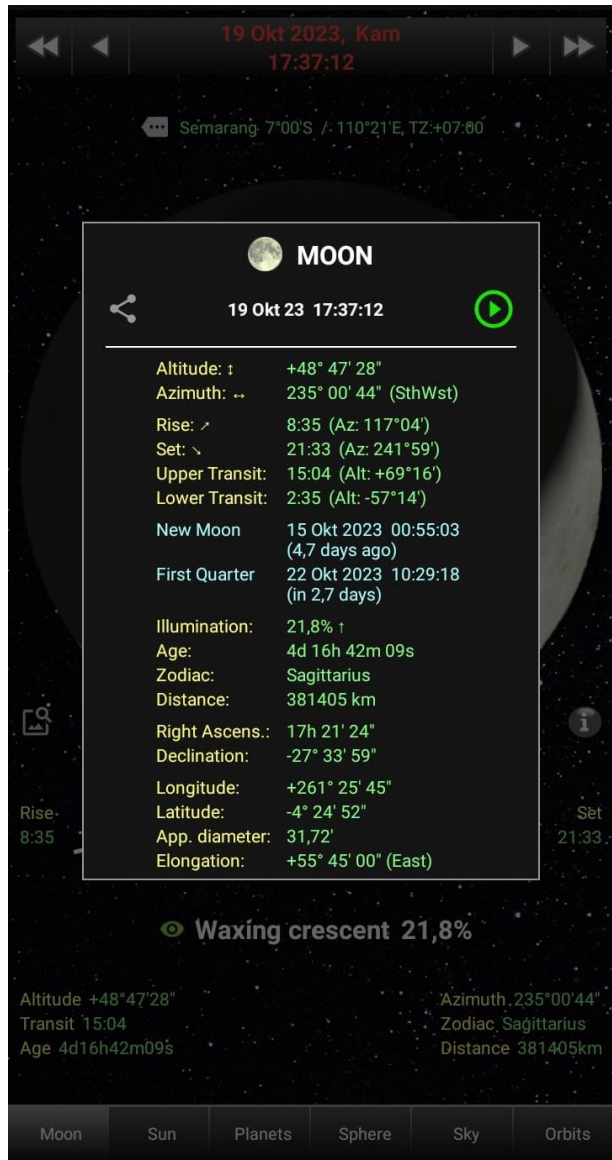 19 Okt 2023, Kam
17:37:12
Semarang 7°00'S / 110°21'E, TZ:+07:00
MOON
19 Okt 23 17:37:12
Altitude: ↕ +48° 47' 28"
Azimuth: ↔ 235° 00' 44" (SthWst)
Rise: ↗ 8:35 (Az: 117°04')
Set: ↘ 21:33 (Az: 241°59')
Upper Transit: 15:04 (Alt: +69°16')
Lower Transit: 2:35 (Alt: -57°14')
New Moon 15 Okt 2023 00:55:03
(4,7 days ago)
First Quarter 22 Okt 2023 10:29:18
(in 2,7 days)
Illumination: 21,8% ↑
Age: 4d 16h 42m 09s
Zodiac: Sagittarius
Distance: 381405 km
Right Ascens.: 17h 21' 24"
Declination: -27° 33' 59"
Longitude: +261° 25' 45"
Latitude: -4° 24' 52"
App. diameter: 31,72'
Elongation: +55° 45' 00" (East)
Rise Set
8:35 21:33
Waxing crescent 21,8%
Altitude +48°47'28" Azimuth 235°00'44"
Transit 15:04 Zodiac Sagittarius
Age 4d16h42m09s Distance 381405km
Moon Sun Planets Sphere Sky Orbits